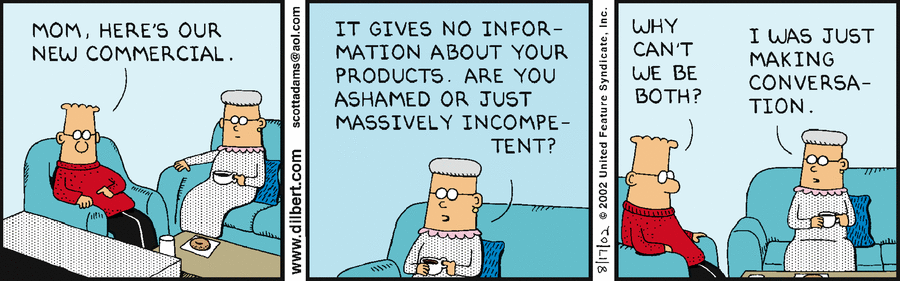 MOM, HERE'S OUR
NEW COMMERCIAL.
www.dilbert.com
scottadams@aol.com
IT GIVES NO INFOR-
MATION ABOUT YOUR
PRODUCTS. ARE YOU
ASHAMED OR JUST
MASSIVELY INCOMPE-
TENT?
8/17/02 © 2002 United Feature Syndicate, Inc.
WHY
CAN'T
WE BE
BOTH?
I WAS JUST
MAKING
CONVERSA-
TION.